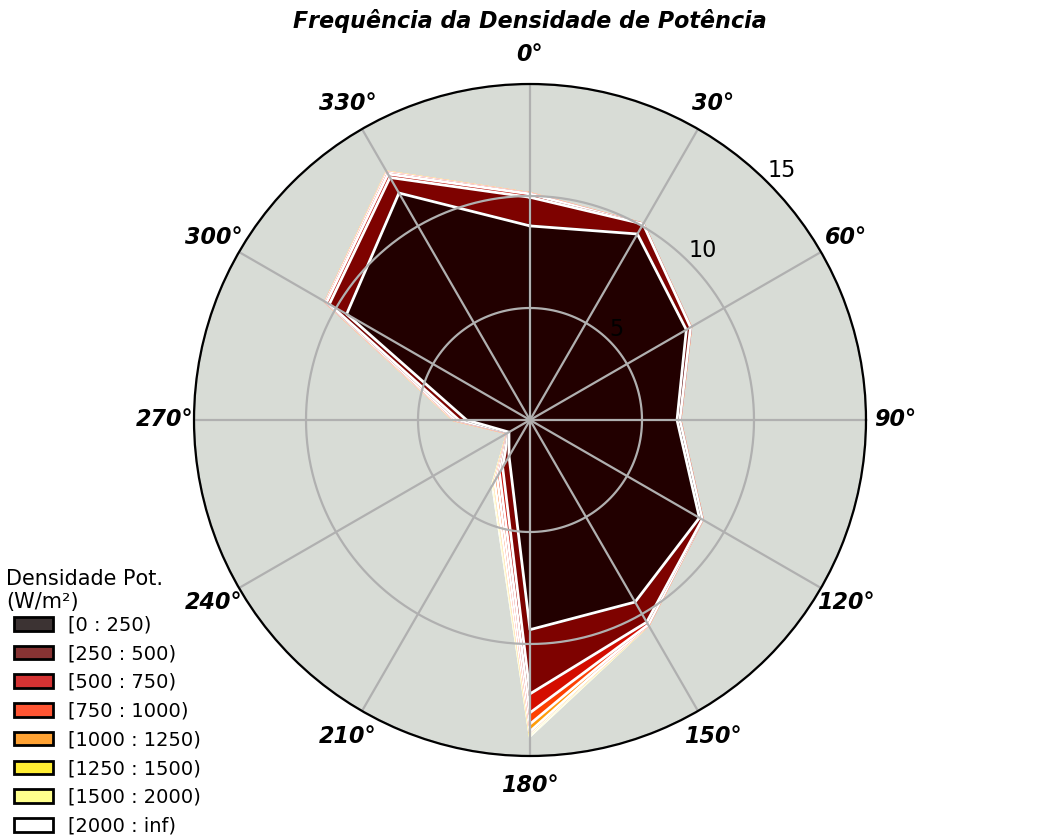 Frequência da Densidade de Potência
0°
330°
30°
15
300°
60°
10
5
270°
90°
Densidade Pot.
(W/m²)
240°
120°
[0 : 250)
[250 : 500)
[500 : 750)
[750 : 1000)
210°
150°
[1000 : 1250)
[1250 : 1500)
180°
[1500 : 2000)
[2000 : inf)